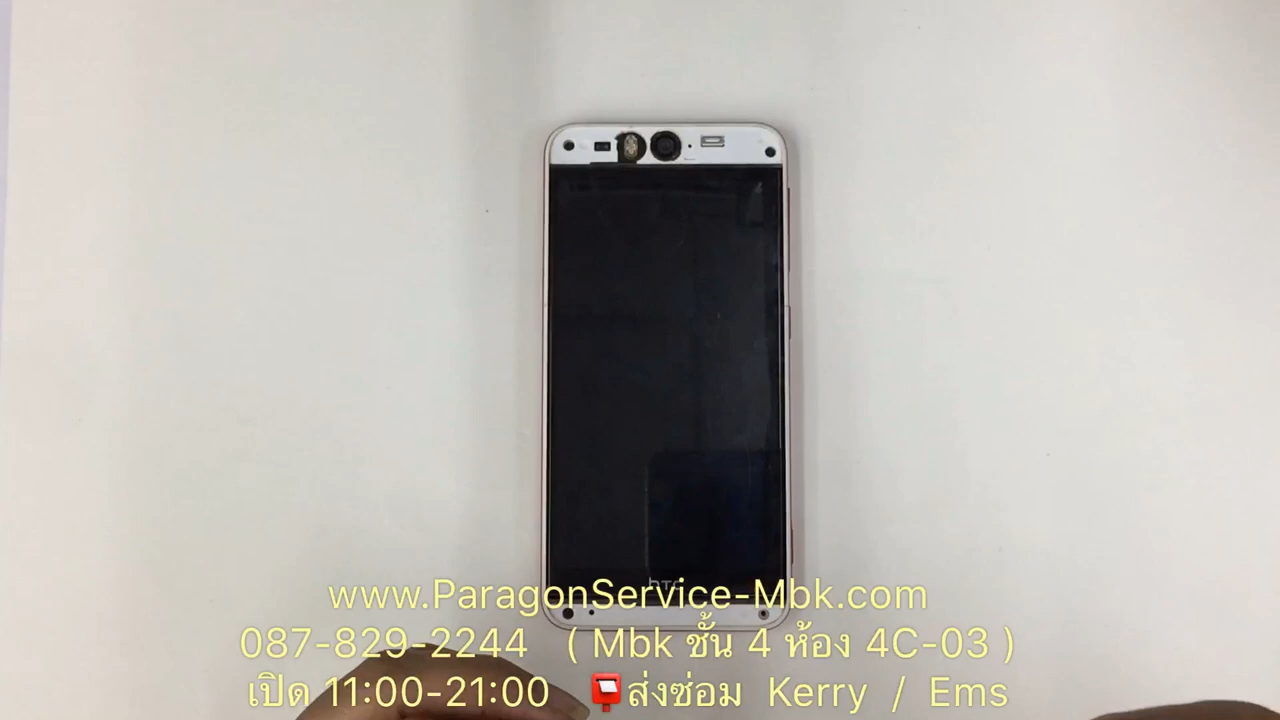 hTC
www.ParagonService-Mbk.com
087-829-2244 ( Mbk ชั้น 4 ห้อง 4C-03 )
เปิด 11:00-21:00 📮ส่งซ่อม Kerry / Ems